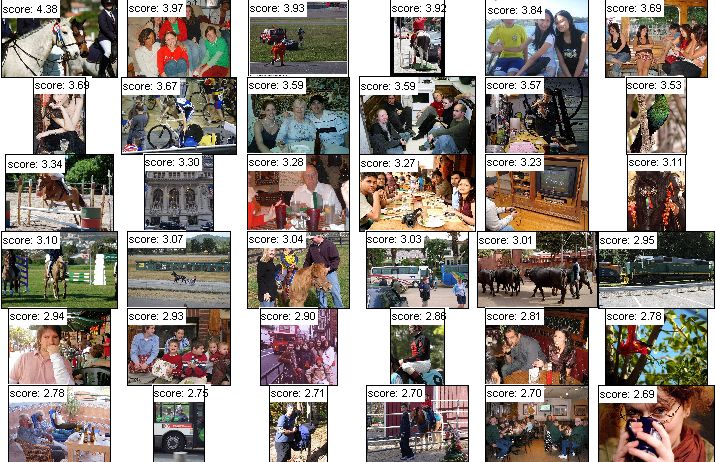 score: 4.38
score: 3.97
score: 3.93
score: 3.92
score: 3.84
score: 3.69
score: 3.69
score: 3.67
score: 3.59
score: 3.59
score: 3.57
score: 3.53
score: 3.34
score: 3.30
score: 3.28
score: 3.27
score: 3.23
score: 3.11
score: 3.10
score: 3.07
score: 3.04
score: 3.03
score: 3.01
score: 2.95
score: 2.94
score: 2.93
score: 2.90
score: 2.86
score: 2.81
score: 2.78
score: 2.78
score: 2.75
score: 2.71
score: 2.70
score: 2.70
score: 2.69